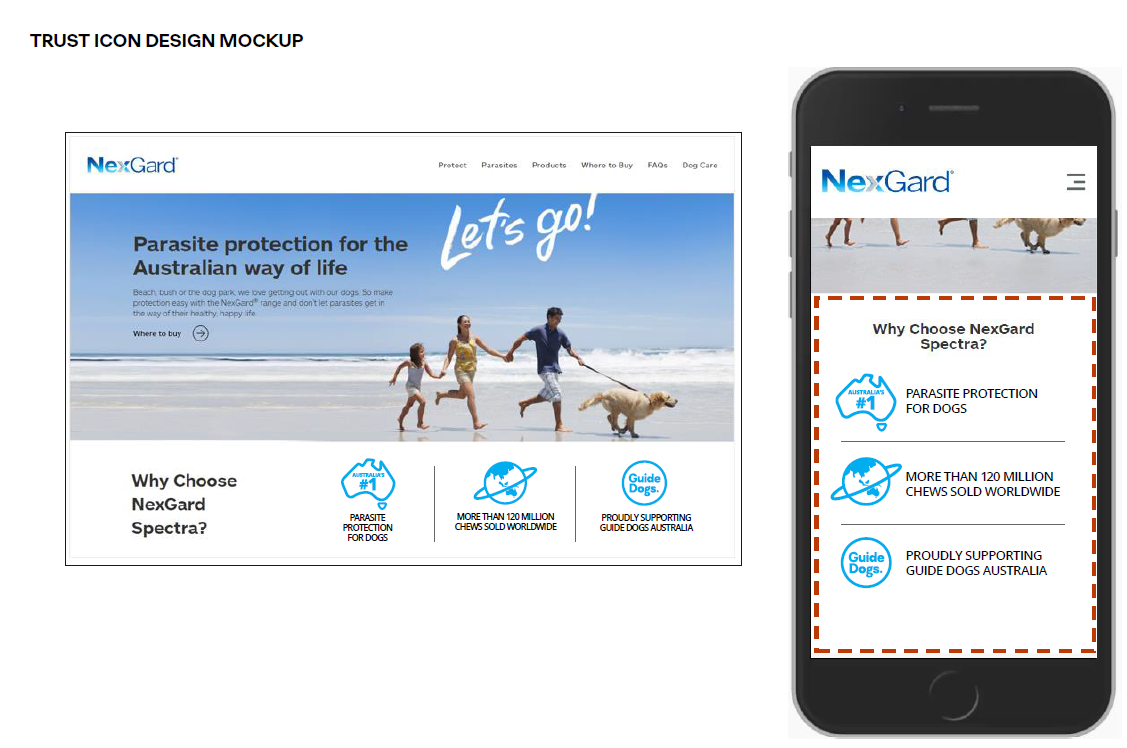 TRUST ICON DESIGN MOCKUP
NexGard®
Protect Parasites Products Where to Buy FAQs Dog Care
Let's go!
Parasite protection for the
Australian way of life
Beach, bush or the dog park, we love getting out with our dogs. So make
protection easy with the NexGard® range and don't let parasites get in
the way of their healthy, happy life.
Where to buy
Why Choose
NexGard
Spectra?
AUSTRALIA'S
#1
PARASITE
PROTECTION
FOR DOGS
MORE THAN 120 MILLION
CHEWS SOLD WORLDWIDE
Guide
Dogs.
PROUDLY SUPPORTING
GUIDE DOGS AUSTRALIA
NexGard®
Why Choose NexGard
Spectra?
AUSTRALIA'S
#1
PARASITE PROTECTION
FOR DOGS
MORE THAN 120 MILLION
CHEWS SOLD WORLDWIDE
Guide
Dogs.
PROUDLY SUPPORTING
GUIDE DOGS AUSTRALIA